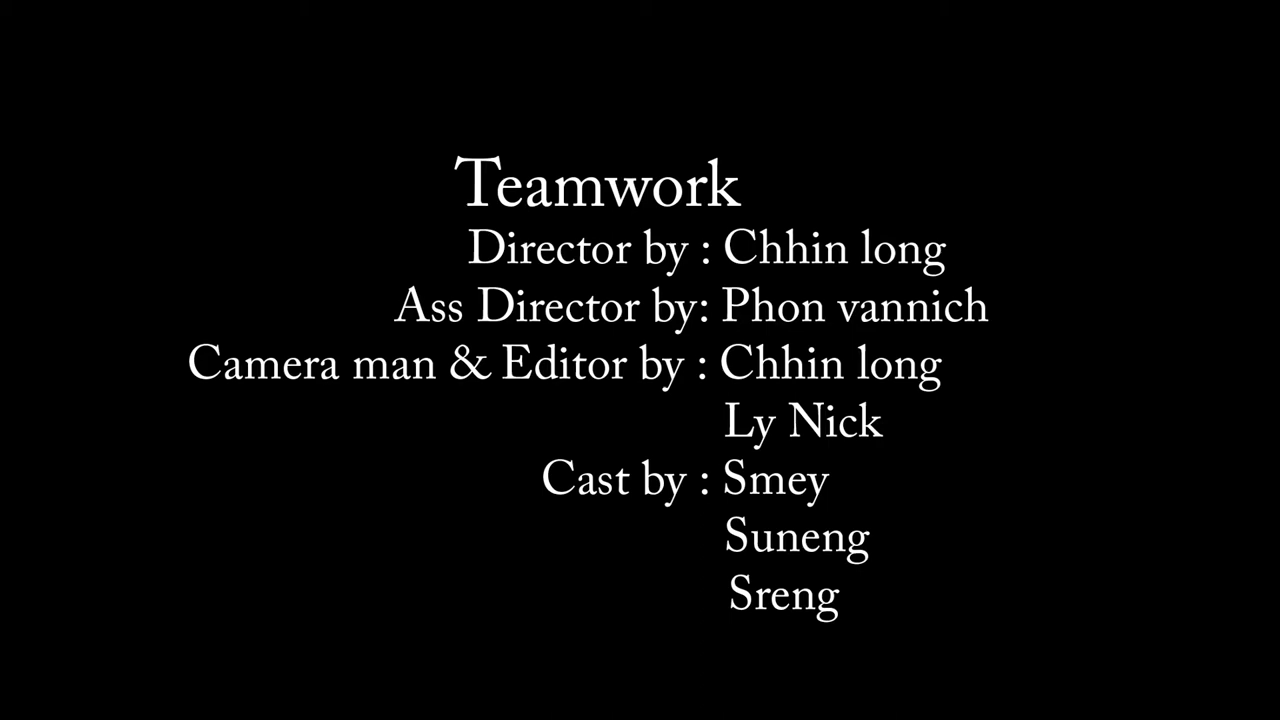 Teamwork
Director by : Chhin long
Ass Director by: Phon vannich
Camera man & Editor by : Chhin long
Ly Nick
Cast by : Smey
Suneng
Sreng